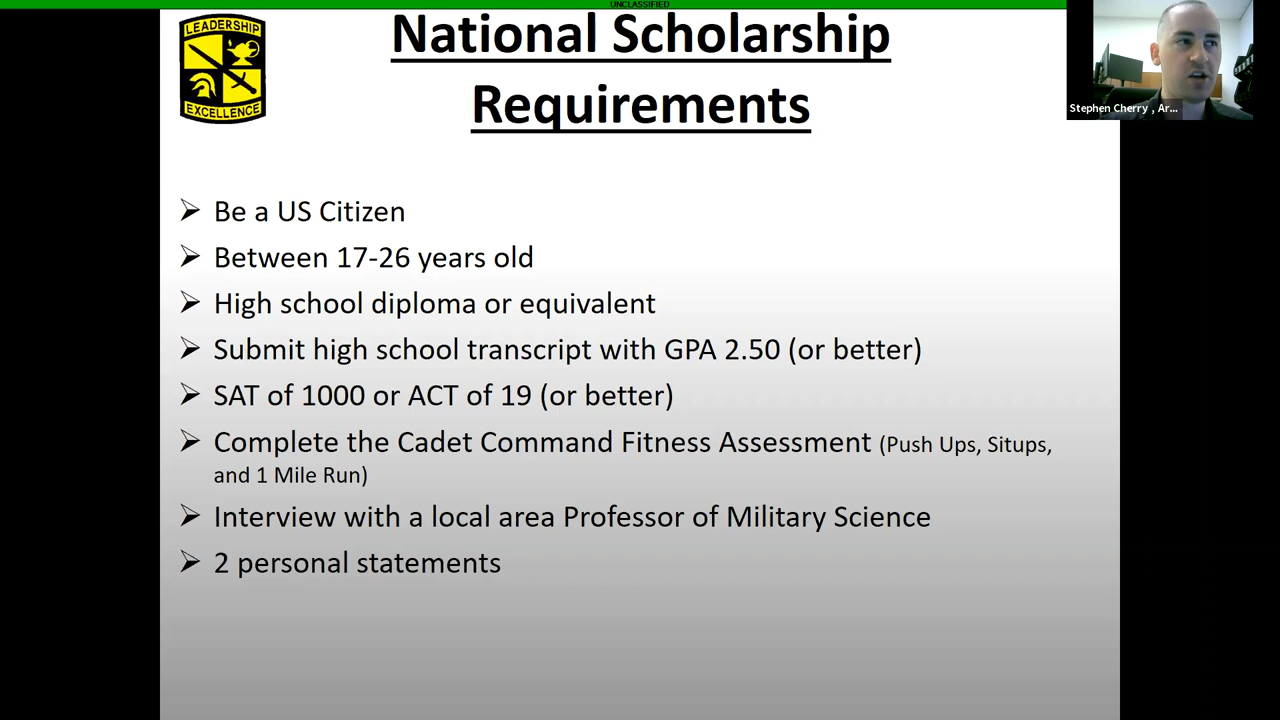 UNCLASSIFIED
LEADERSHIP
EXCELLENCE
National Scholarship
Requirements
Stephen Cherry , Ar...
➢ Be a US Citizen
➢ Between 17-26 years old
➢ High school diploma or equivalent
➢ Submit high school transcript with GPA 2.50 (or better)
➢ SAT of 1000 or ACT of 19 (or better)
➢ Complete the Cadet Command Fitness Assessment (Push Ups, Situps,
and 1 Mile Run)
➢ Interview with a local area Professor of Military Science
➢ 2 personal statements